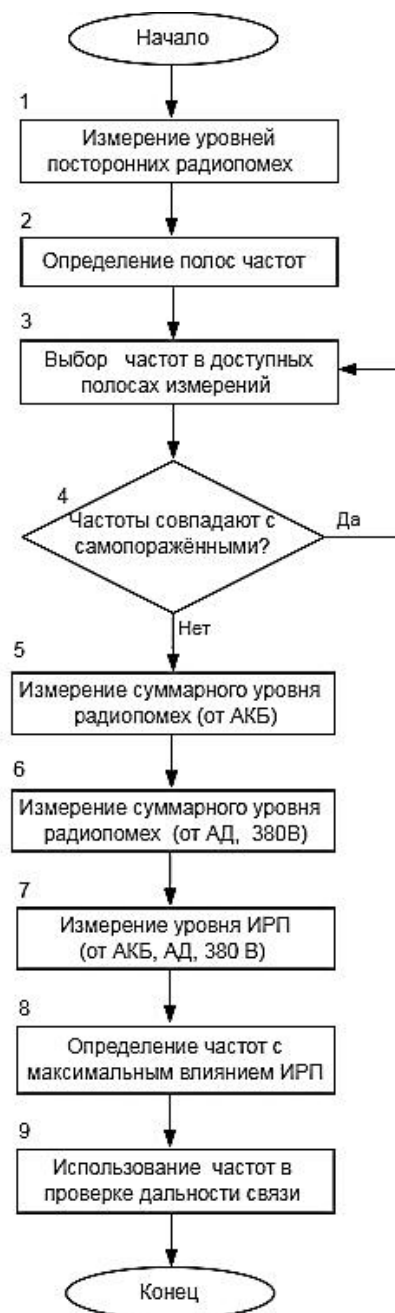 Начало
1
Измерение уровней
посторонних радиопомех
2
Определение полос частот
3
Выбор частот в доступных
полосах измерений
4
Частоты совпадают с
самопоражёнными?
Да
Нет
5
Измерение суммарного уровня
радиопомех (от АКБ)
6
Измерение суммарного уровня
радиопомех (от АД, 380В)
7
Измерение уровня ИРП
(от АКБ, АД, 380 В)
8
Определение частот с
максимальным влиянием ИРП
9
Использование частот в
проверке дальности связи
Конец